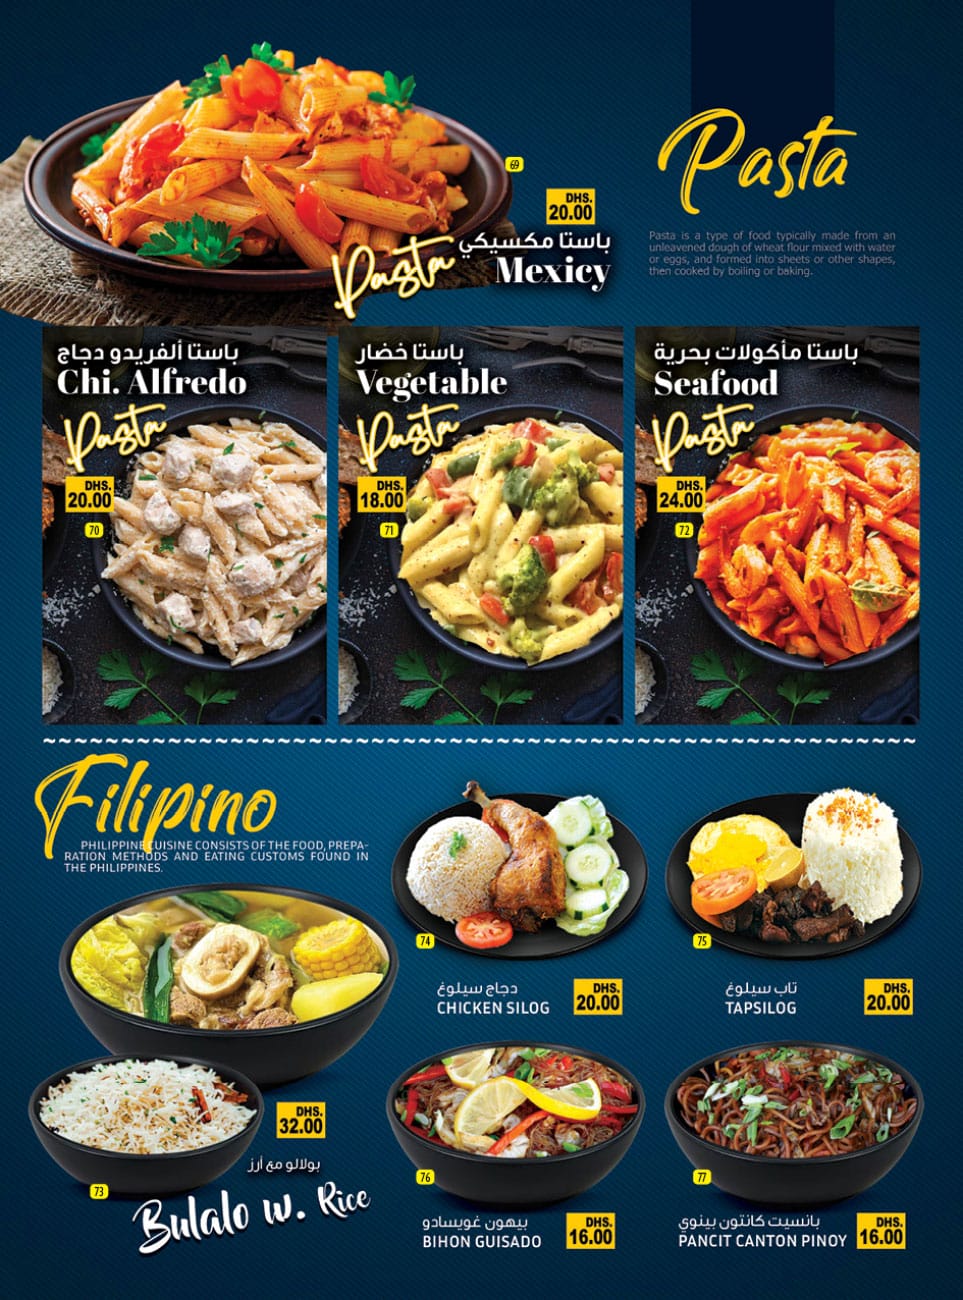 Pasta
Pasta is a type of food typically made from an
unleavened dough of wheat flour mixed with water
or eggs, and formed into sheets or other shapes,
then cooked by boiling or baking.
69
DHS.
20.00
باستا مكسيكي
Pasta Mexicy
باستا ألفريدو دجاج
Chi. Alfredo
Pasta
DHS.
20.00
70
باستا خضار
Vegetable
Pasta
DHS.
18.00
71
باستا مأكولات بحرية
Seafood
Pasta
DHS.
24.00
72
Filipino
PHILIPPINE CUISINE CONSISTS OF THE FOOD, PREPA-
RATION METHODS AND EATING CUSTOMS FOUND IN
THE PHILIPPINES.
DHS.
32.00
بولالو مع أرز
73
Bulalo w. Rice
74
دجاج سيلوغ
CHICKEN SILOG
DHS.
20.00
75
تاب سيلوغ
TAPSILOG
DHS.
20.00
76
بيهون غويسادو
BIHON GUISADO
DHS.
16.00
77
بانسيت كانتون بينوي
PANCIT CANTON PINOY
DHS.
16.00